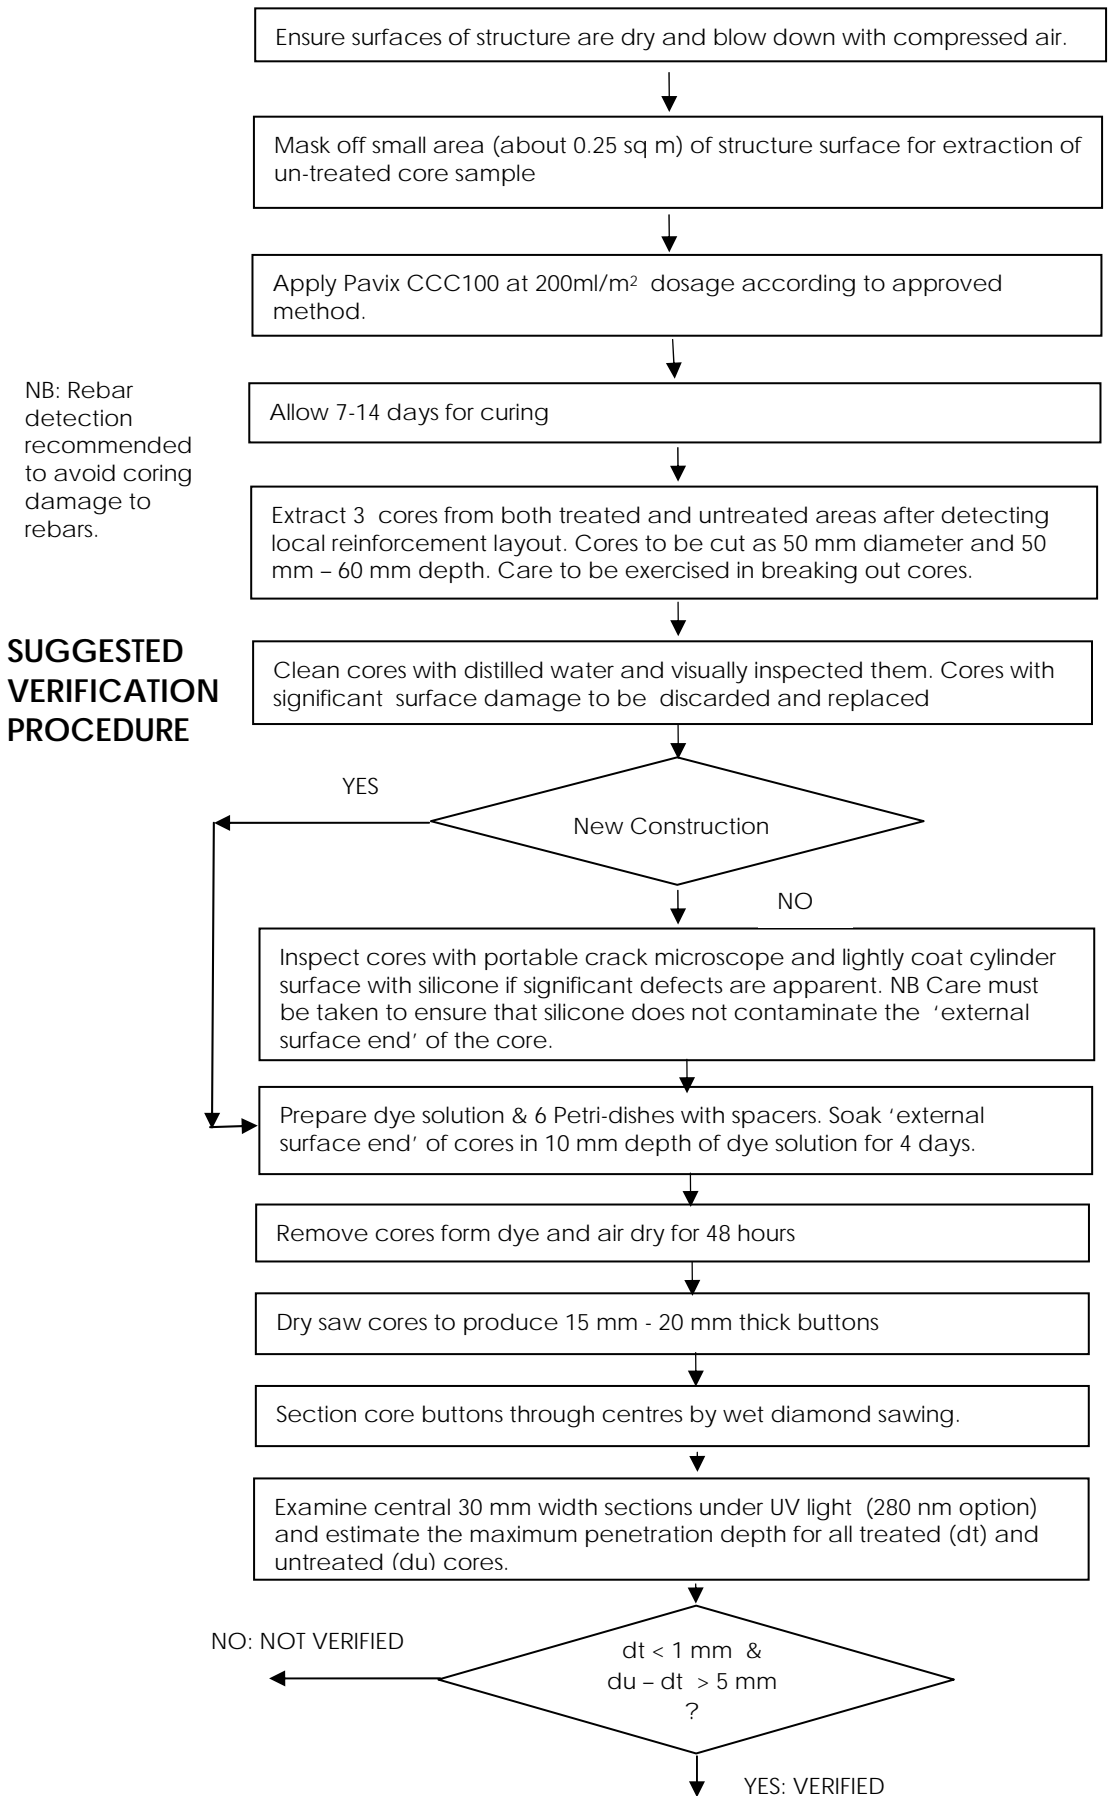 Ensure surfaces of structure are dry and blow down with compressed air.
Mask off small area (about 0.25 sq m) of structure surface for extraction of
un-treated core sample
Apply Pavix CCC100 at 200ml/m² dosage according to approved
method.
NB: Rebar
detection
recommended
to avoid coring
damage to
rebars.
Allow 7-14 days for curing
Extract 3 cores from both treated and untreated areas after detecting
local reinforcement layout. Cores to be cut as 50 mm diameter and 50
mm – 60 mm depth. Care to be exercised in breaking out cores.
SUGGESTED
VERIFICATION
PROCEDURE
Clean cores with distilled water and visually inspected them. Cores with
significant surface damage to be discarded and replaced
YES
New Construction
NO
Inspect cores with portable crack microscope and lightly coat cylinder
surface with silicone if significant defects are apparent. NB Care must
be taken to ensure that silicone does not contaminate the ‘external
surface end’ of the core.
Prepare dye solution & 6 Petri-dishes with spacers. Soak ‘external
surface end’ of cores in 10 mm depth of dye solution for 4 days.
Remove cores form dye and air dry for 48 hours
Dry saw cores to produce 15 mm - 20 mm thick buttons
Section core buttons through centres by wet diamond sawing.
Examine central 30 mm width sections under UV light (280 nm option)
and estimate the maximum penetration depth for all treated (dt) and
untreated (du) cores.
NO: NOT VERIFIED
dt < 1 mm &
du – dt > 5 mm
?
YES: VERIFIED